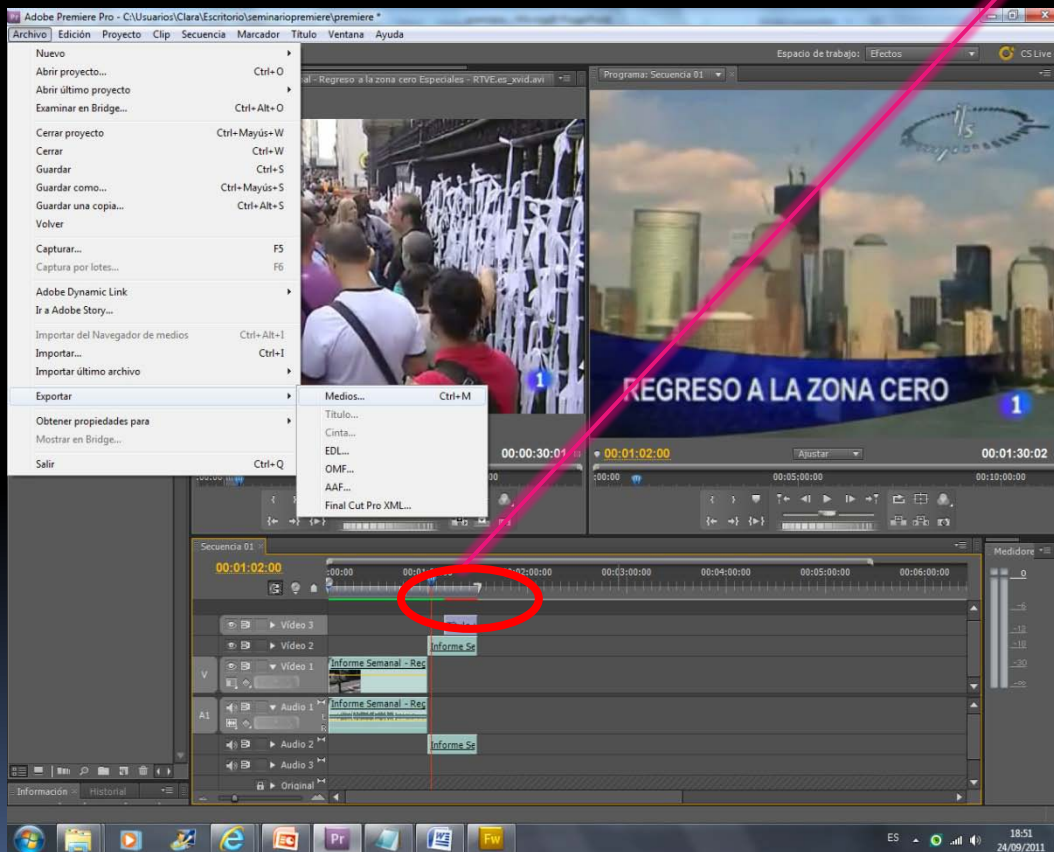 Adobe Premiere Pro - C:\Usuarios\Clara\Escritorio\seminariopremiere\premiere *
Archivo Edición Proyecto Clip Secuencia Marcador Título Ventana Ayuda
Espacio de trabajo: Efectos CS Live
Nuevo
Abrir proyecto... Ctrl+O
Abrir último proyecto
Examinar en Bridge... Ctrl+Alt+O
Cerrar proyecto Ctrl+Mayús+W
Cerrar Ctrl+W
Guardar Ctrl+S
Guardar como... Ctrl+Mayús+S
Guardar una copia... Ctrl+Alt+S
Volver
Capturar... F5
Captura por lotes... F6
Adobe Dynamic Link
Ir a Adobe Story...
Importar del Navegador de medios Ctrl+Alt+I
Importar... Ctrl+I
Importar último archivo
Exportar
Obtener propiedades para
Mostrar en Bridge...
Salir Ctrl+Q
Medios... Ctrl+M
Título...
Cinta...
EDL...
OMF...
AAF...
Final Cut Pro XML...
al - Regreso a la zona cero Especiales - RTVE.es_xvid.avi
1
00:00:30:01
Programa: Secuencia 01
REGRESO A LA ZONA CERO
1
00:01:02:00 Ajustar 00:01:30:02
:00:00 00:05:00:00 00:10:00:00
Secuencia 01
00:01:02:00
:00:00 00:03:00:00 00:04:00:00 00:05:00:00 00:06:00:00
Vídeo 3
Vídeo 2 Informe Se
V Vídeo 1 Informe Semanal - Reg
A1 Audio 1 Informe Semanal - Reg
Audio 2 Informe Se
Audio 3
Original
Medidore
0
-6
-12
-18
-30
Información Historial
Pr W Fw
ES 18:51
24/09/2011